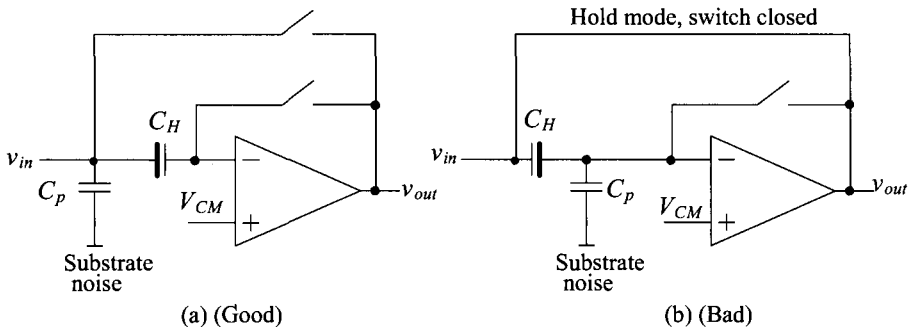 Hold mode, switch closed
C_H
v_in
C_p
V_CM
−
+
v_out
Substrate
noise
(a) (Good)
C_H
v_in
C_p
V_CM
−
+
v_out
Substrate
noise
(b) (Bad)